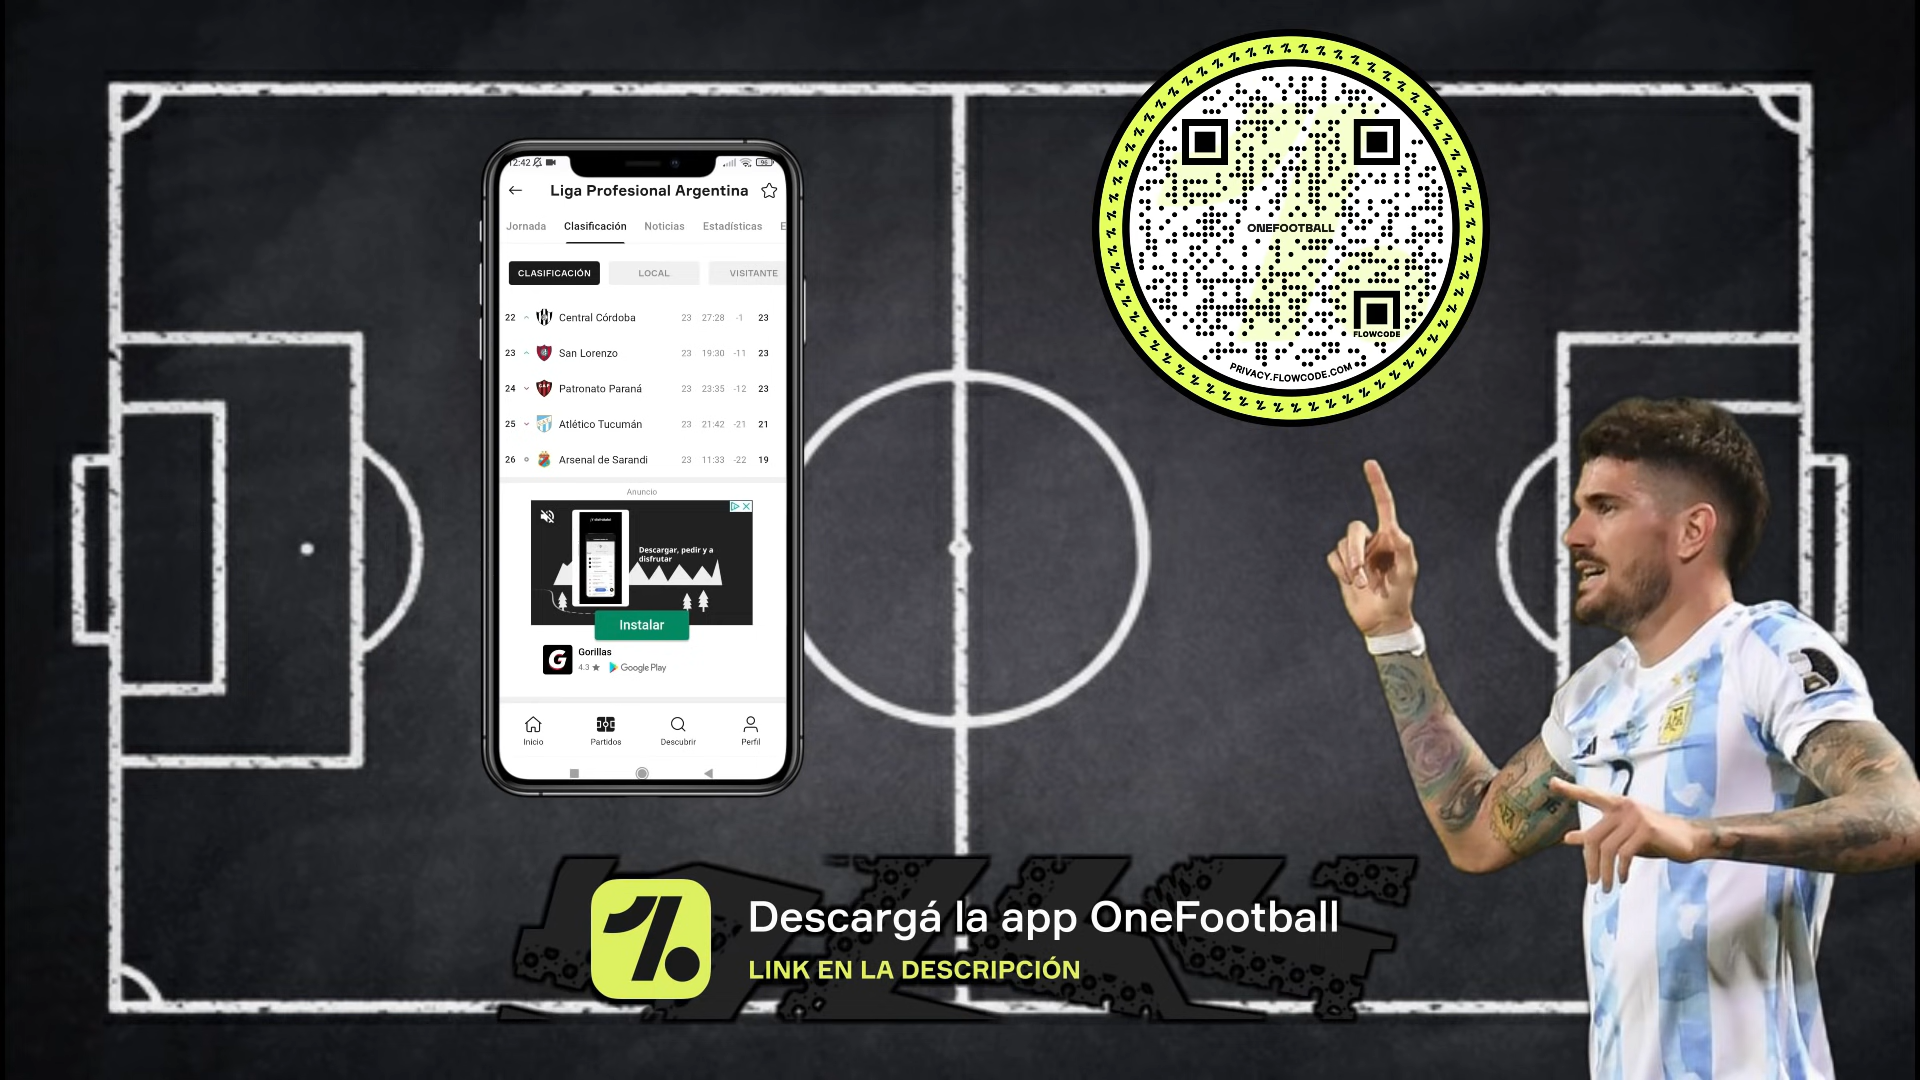 12:42
96
Liga Profesional Argentina
Jornada Clasificación Noticias Estadísticas E
CLASIFICACIÓN LOCAL VISITANTE
22 Central Córdoba 23 27:28 -1 23
23 San Lorenzo 23 19:30 -11 23
24 Patronato Paraná 23 23:35 -12 23
25 Atlético Tucumán 23 21:42 -21 21
26 Arsenal de Sarandi 23 11:33 -22 19
Anuncio
Descargar, pedir y a
disfrutar
Instalar
G
Gorillas
4.3 ★ Google Play
Inicio Partidos Descubrir Perfil
ONEFOOTBALL
FLOWCODE
PRIVACY.FLOWCODE.COM
7
Descargá la app OneFootball
LINK EN LA DESCRIPCIÓN